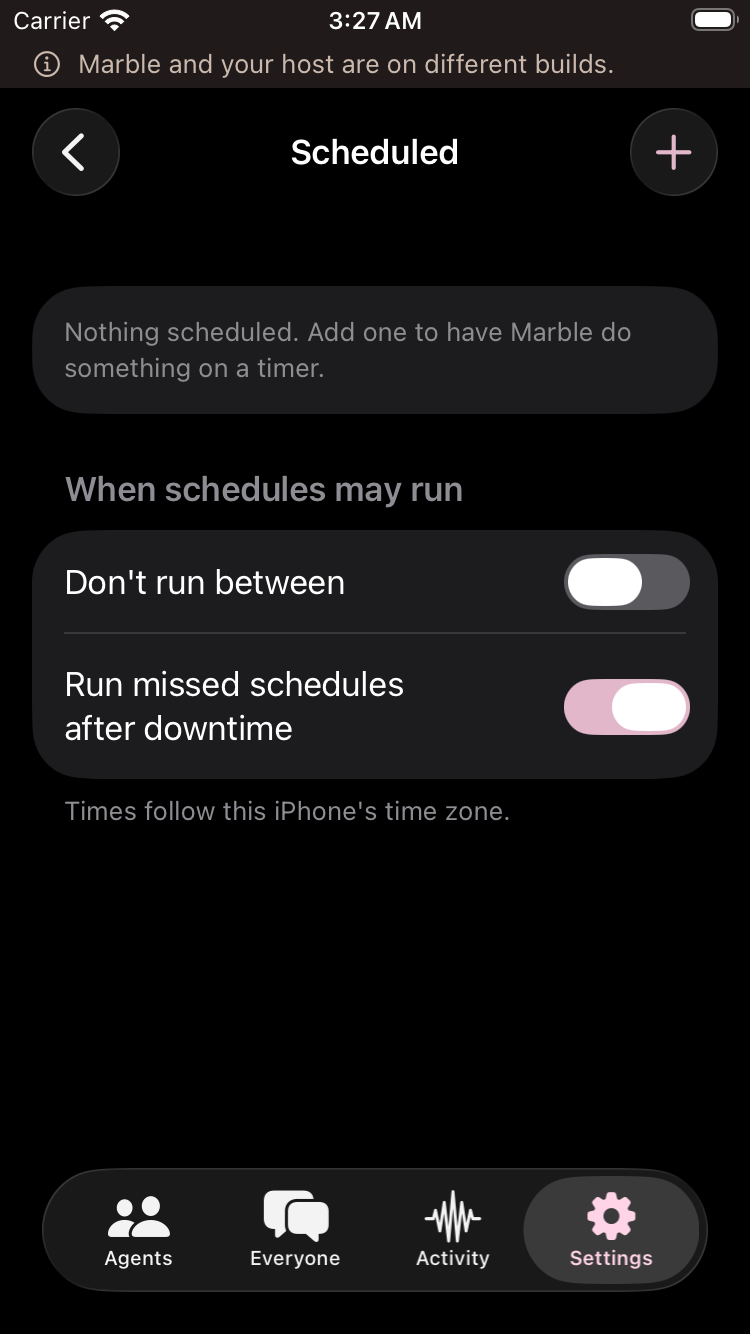 Carrier 3:27 AM
Marble and your host are on different builds.
Scheduled
Nothing scheduled. Add one to have Marble do
something on a timer.
When schedules may run
Don't run between
Run missed schedules
after downtime
Times follow this iPhone's time zone.
Agents Everyone Activity Settings